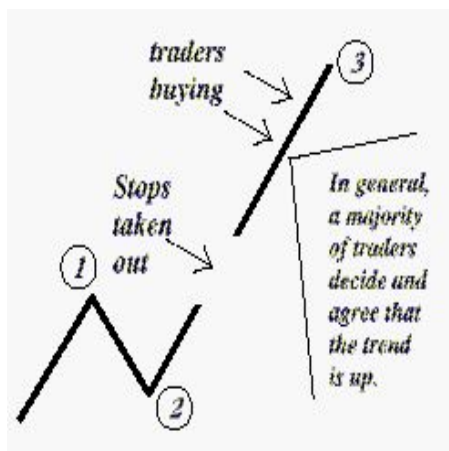 traders
buying
3
Stops
taken
out
1
2
In general,
a majority
of traders
decide and
agree that
the trend
is up.